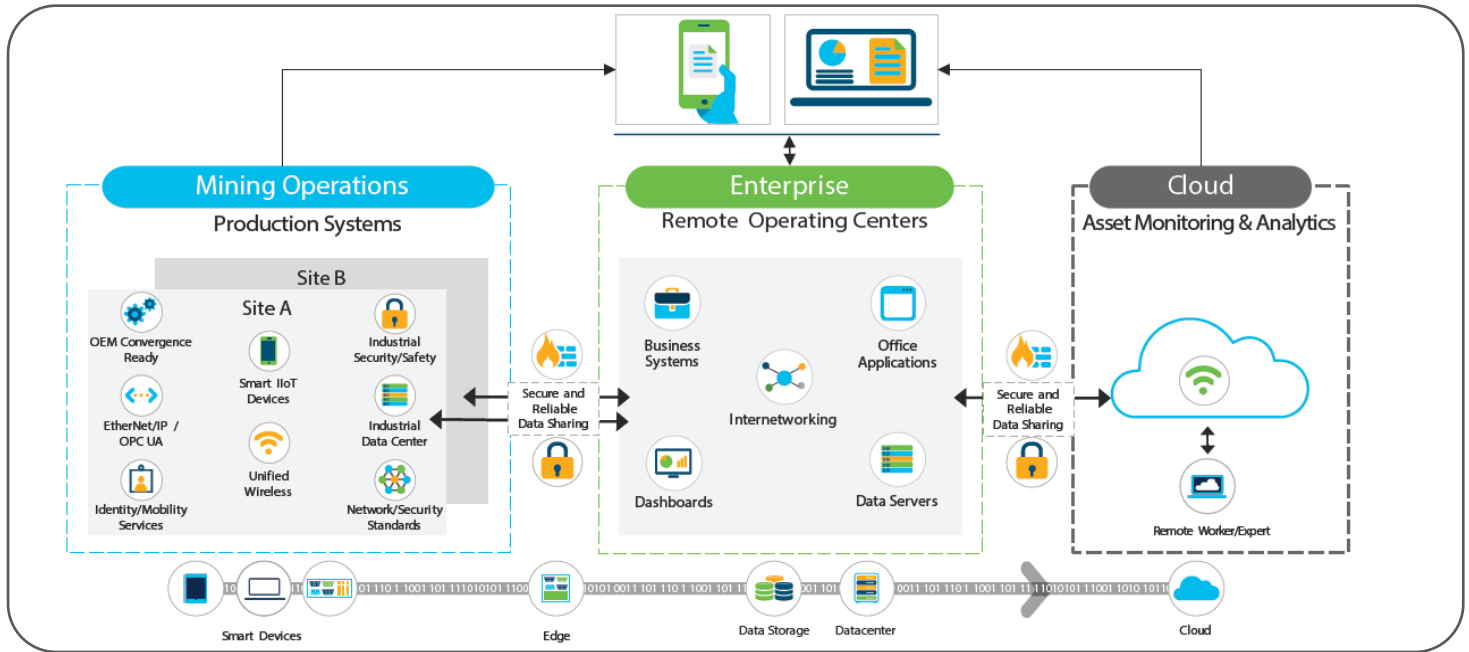 Mining Operations
Production Systems
Site B
Site A
OEM Convergence
Ready
EtherNet/IP /
OPC UA
Identity/Mobility
Services
Smart IIoT
Devices
Unified
Wireless
Industrial
Security/Safety
Industrial
Data Center
Network/Security
Standards
Secure and
Reliable
Data Sharing
Enterprise
Remote Operating Centers
Business
Systems
Office
Applications
Internetworking
Dashboards
Data Servers
Secure and
Reliable
Data Sharing
Cloud
Asset Monitoring & Analytics
Remote Worker/Expert
Smart Devices
Edge
Data Storage
Datacenter
Cloud